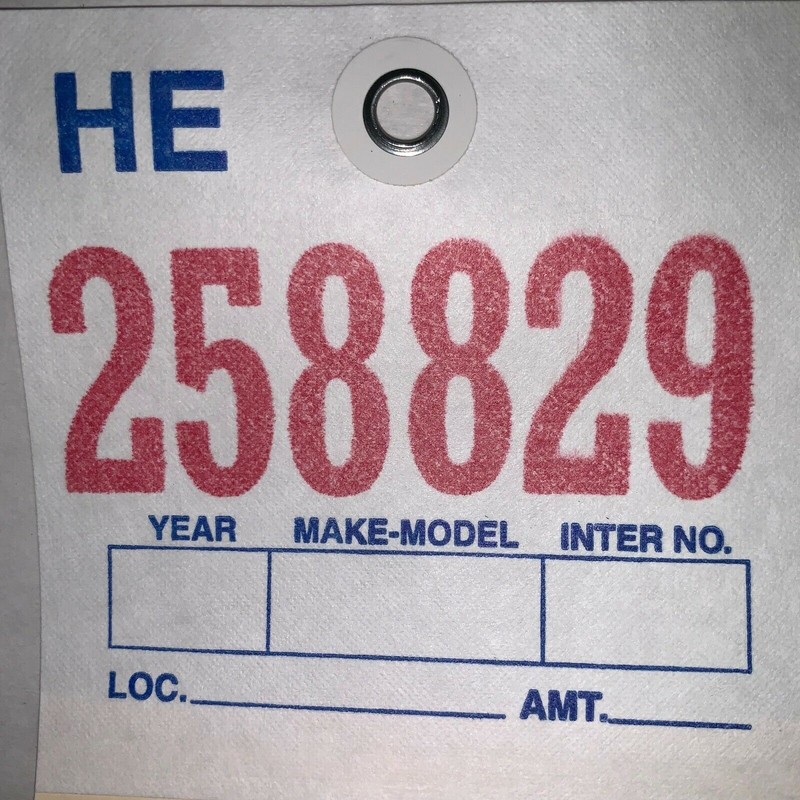 HE
258829
YEAR MAKE-MODEL INTER NO.
LOC. AMT.